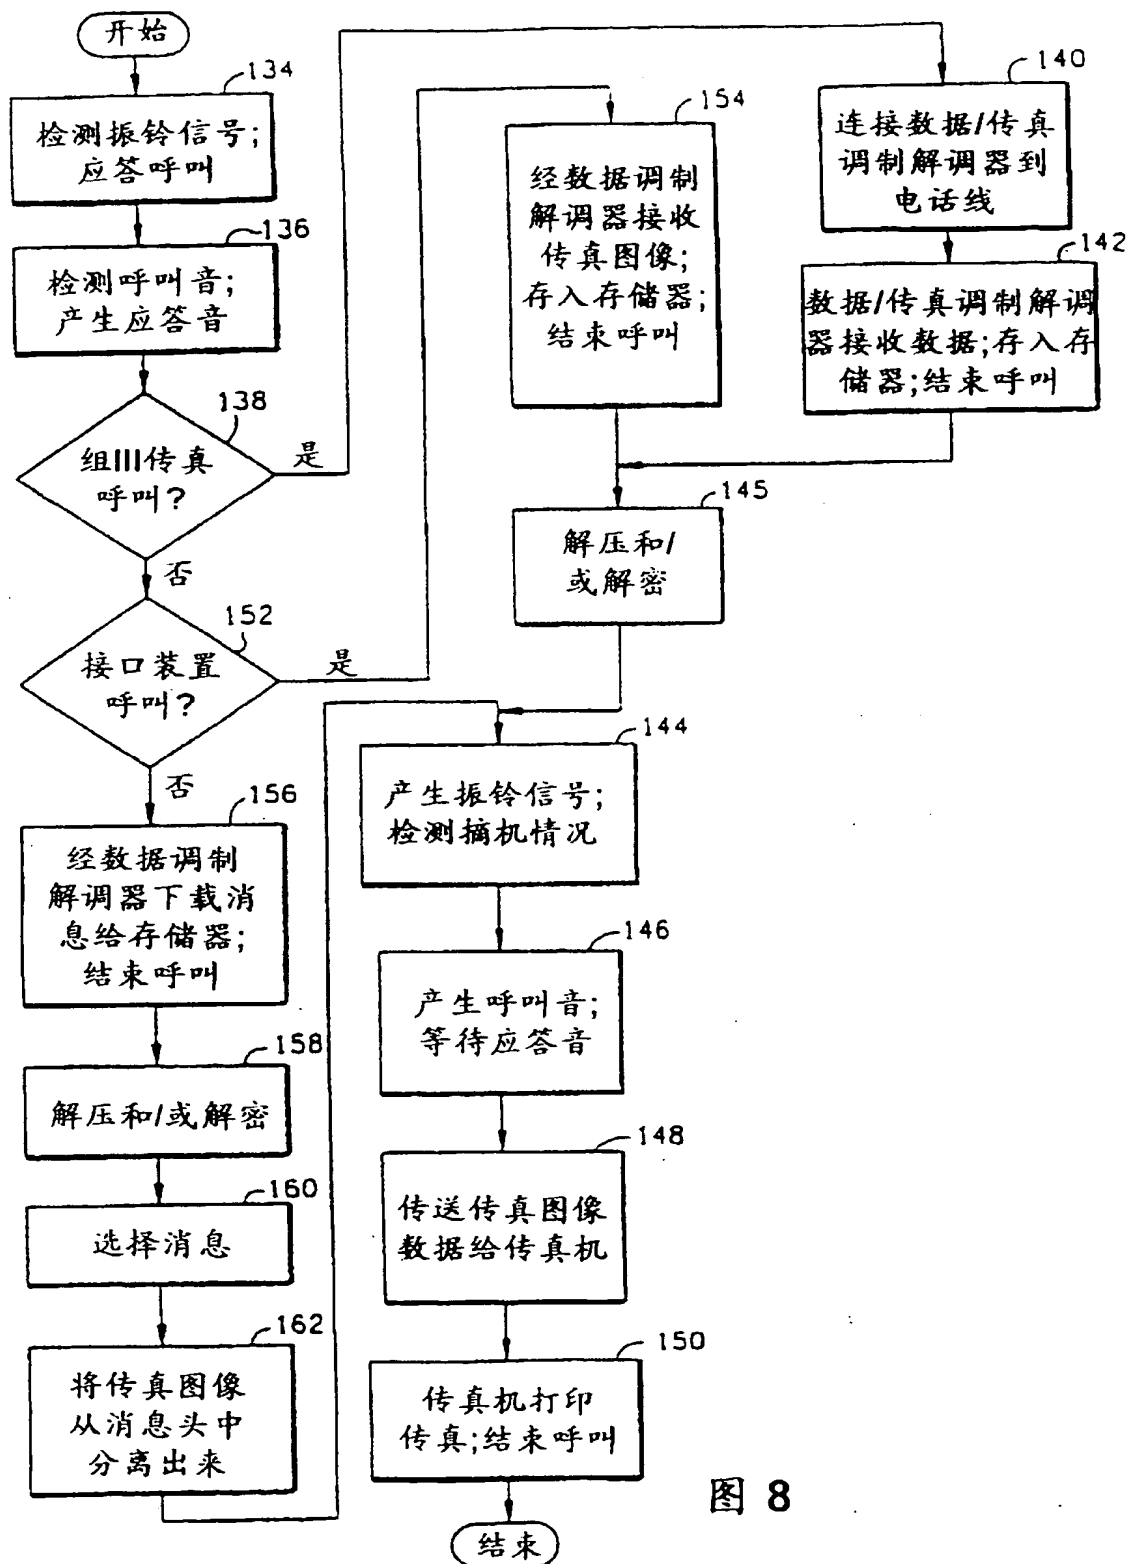 开始
134
检测振铃信号;
应答呼叫
136
检测呼叫音;
产生应答音
138
组III传真
呼叫?
是
否
152
接口装置
呼叫?
是
否
156
经数据调制
解调器下载消
息给存储器;
结束呼叫
158
解压和/或解密
160
选择消息
162
将传真图像
从消息头中
分离出来
154
经数据调制
解调器接收
传真图像;
存入存储器;
结束呼叫
140
连接数据/传真
调制解调器到
电话线
142
数据/传真调制解调
器接收数据;存入存
储器;结束呼叫
145
解压和/
或解密
144
产生振铃信号;
检测摘机情况
146
产生呼叫音;
等待应答音
148
传送传真图像
数据给传真机
150
传真机打印
传真;结束呼叫
结束
图 8